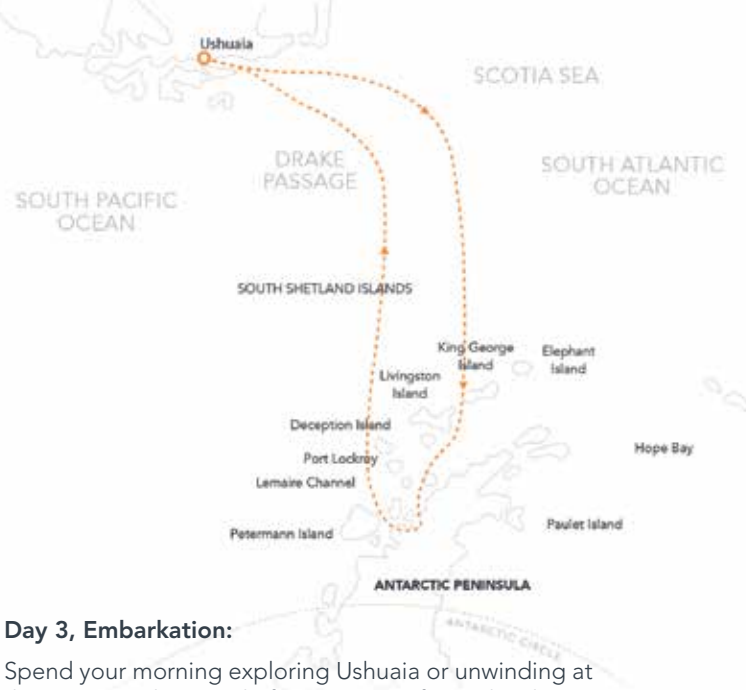 Ushuaia
SCOTIA SEA
DRAKE
PASSAGE
SOUTH ATLANTIC
OCEAN
SOUTH PACIFIC
OCEAN
SOUTH SHETLAND ISLANDS
King George
Island
Elephant
Island
Livingston
Island
Deception Island
Port Lockroy
Hope Bay
Lemaire Channel
Petermann Island
Paulet Island
ANTARCTIC PENINSULA
ANTARCTIC CIRCLE
Day 3, Embarkation:
Spend your morning exploring Ushuaia or unwinding at